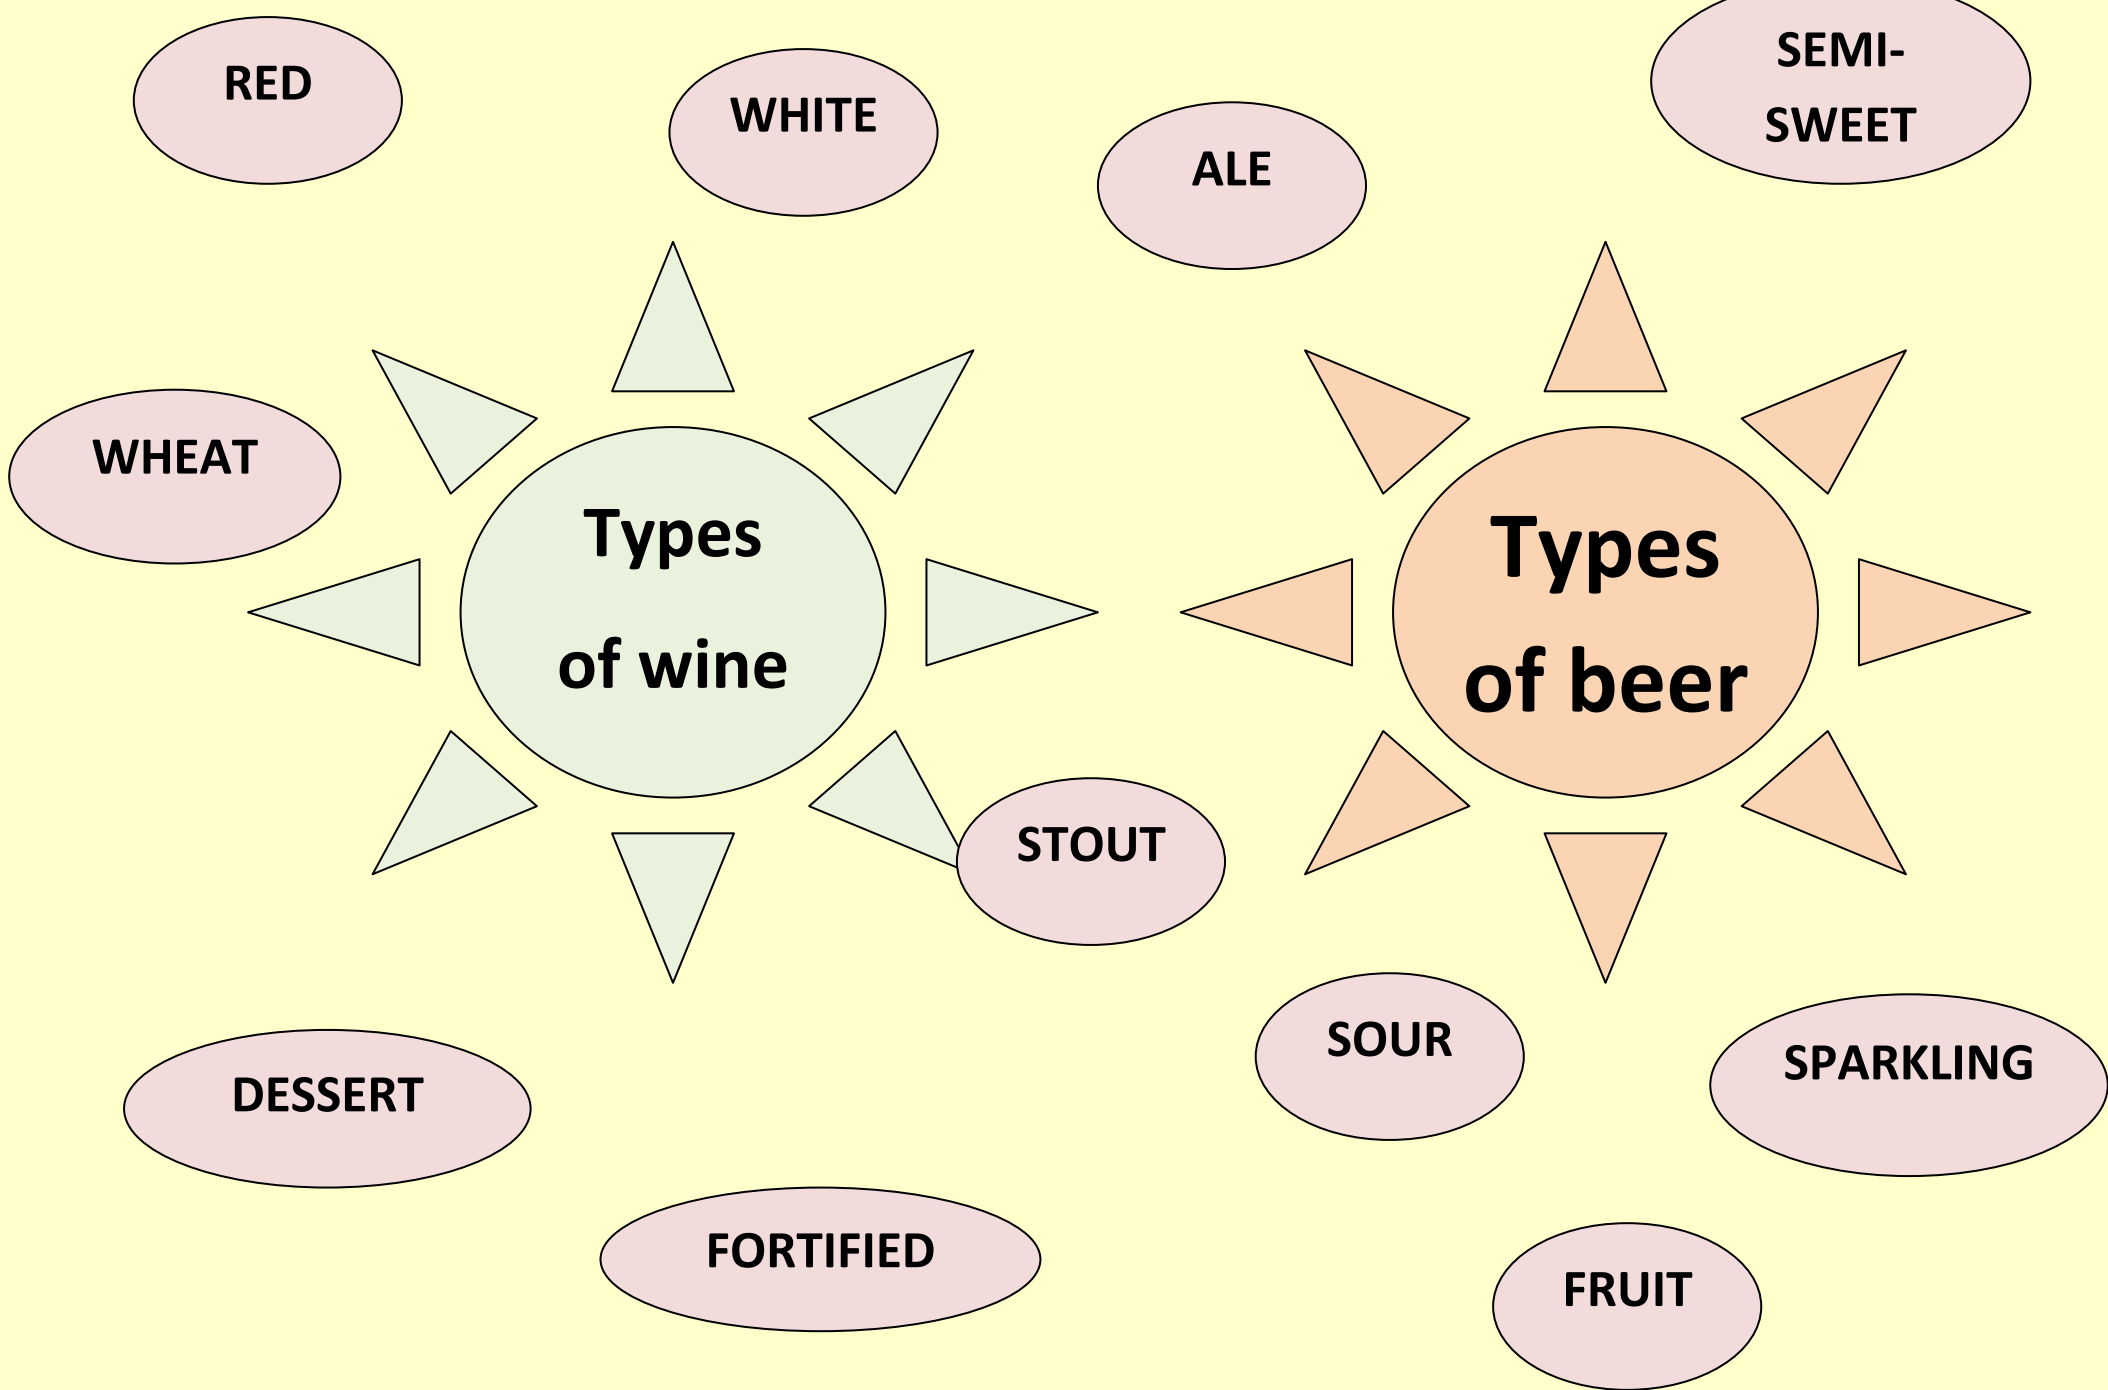 RED
WHITE
ALE
SEMI-
SWEET
WHEAT
Types
of wine
Types
of beer
STOUT
SOUR
SPARKLING
DESSERT
FORTIFIED
FRUIT